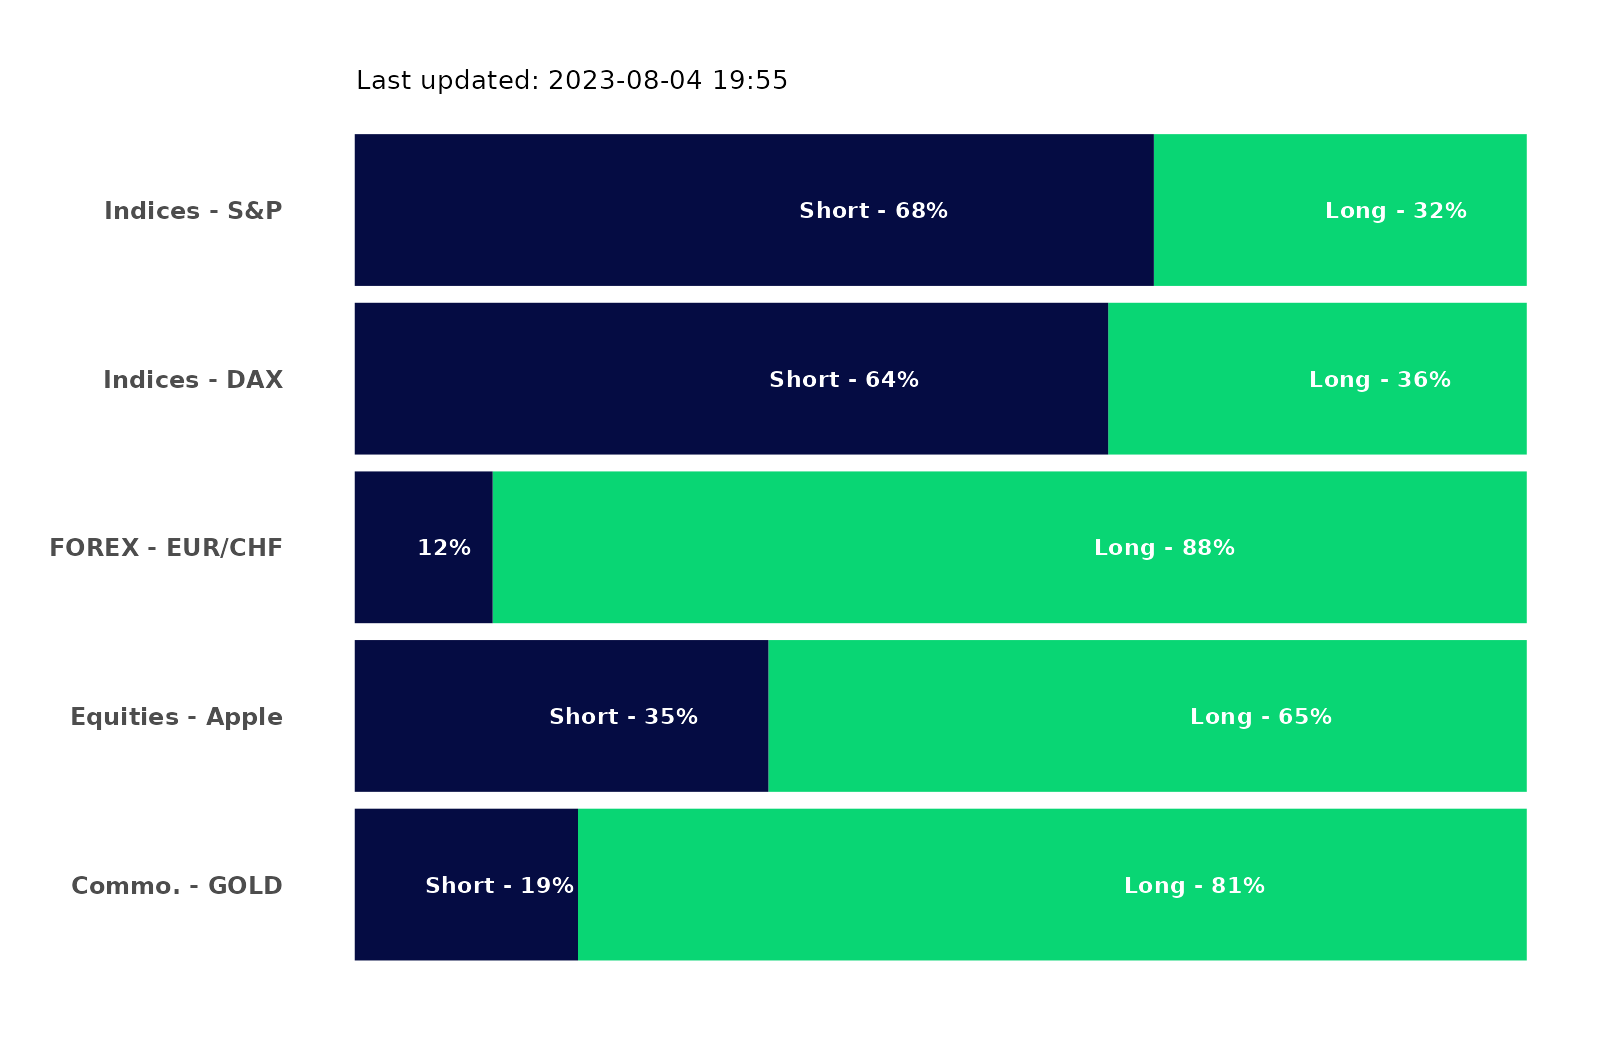 Last updated: 2023-08-04 19:55
Indices - S&P Short - 68% Long - 32%
Indices - DAX Short - 64% Long - 36%
FOREX - EUR/CHF 12% Long - 88%
Equities - Apple Short - 35% Long - 65%
Commo. - GOLD Short - 19% Long - 81%